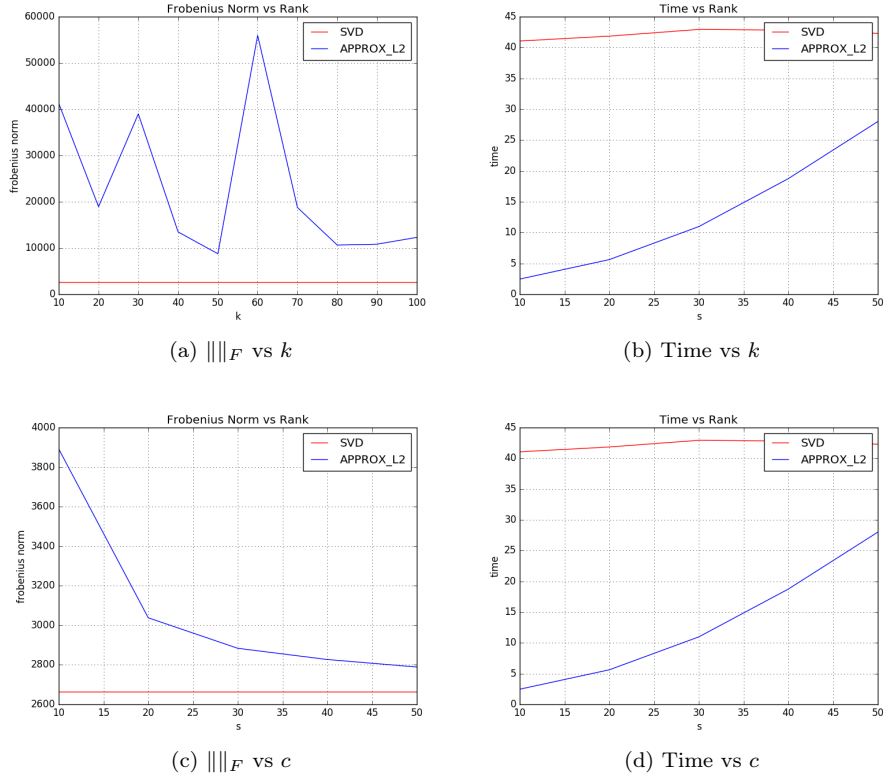 Frobenius Norm vs Rank
60000
50000
40000
30000
20000
10000
0
frobenius norm
SVD
APPROX_L2
10 20 30 40 50 60 70 80 90 100
k
(a) ‖‖F vs k
Time vs Rank
45
40
35
30
25
20
15
10
5
0
time
SVD
APPROX_L2
10 15 20 25 30 35 40 45 50
s
(b) Time vs k
Frobenius Norm vs Rank
4000
3800
3600
3400
3200
3000
2800
2600
frobenius norm
SVD
APPROX_L2
10 15 20 25 30 35 40 45 50
s
(c) ‖‖F vs c
Time vs Rank
45
40
35
30
25
20
15
10
5
0
time
SVD
APPROX_L2
10 15 20 25 30 35 40 45 50
s
(d) Time vs c